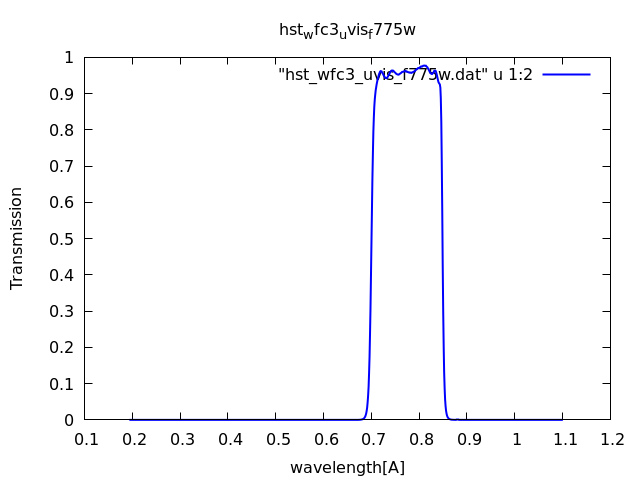 hst_wfc3_uvis_f775w
"hst_wfc3_uvis_f775w.dat" u 1:2
Transmission
1
0.9
0.8
0.7
0.6
0.5
0.4
0.3
0.2
0.1
0
0.1 0.2 0.3 0.4 0.5 0.6 0.7 0.8 0.9 1 1.1 1.2
wavelength[A]